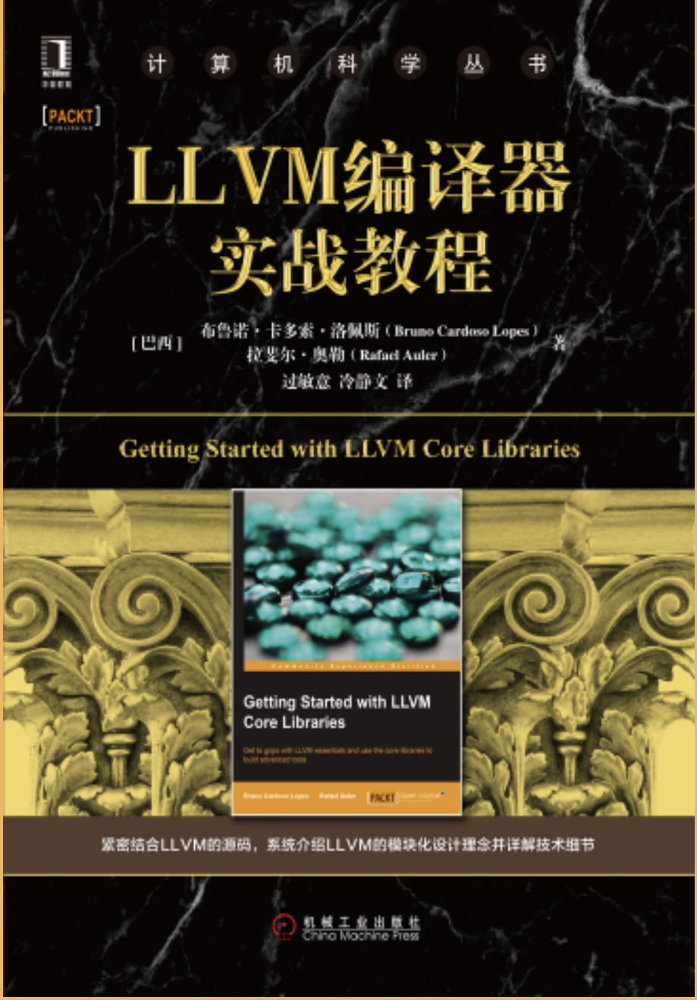 计算机科学丛书
[PACKT]
PUBLISHING
LLVM编译器
实战教程
[巴西]
布鲁诺·卡多索·洛佩斯（Bruno Cardoso Lopes）
拉斐尔·奥勒（Rafael Auler）
著
过敏意 冷静文 译
Getting Started with LLVM Core Libraries
Community Experience Distilled
Getting Started with LLVM
Core Libraries
Get to grips with LLVM essentials and use the core libraries to
build advanced tools
Bruno Cardoso Lopes Rafael Auler [PACKT]
紧密结合LLVM的源码，系统介绍LLVM的模块化设计理念并详解技术细节
机械工业出版社
China Machine Press